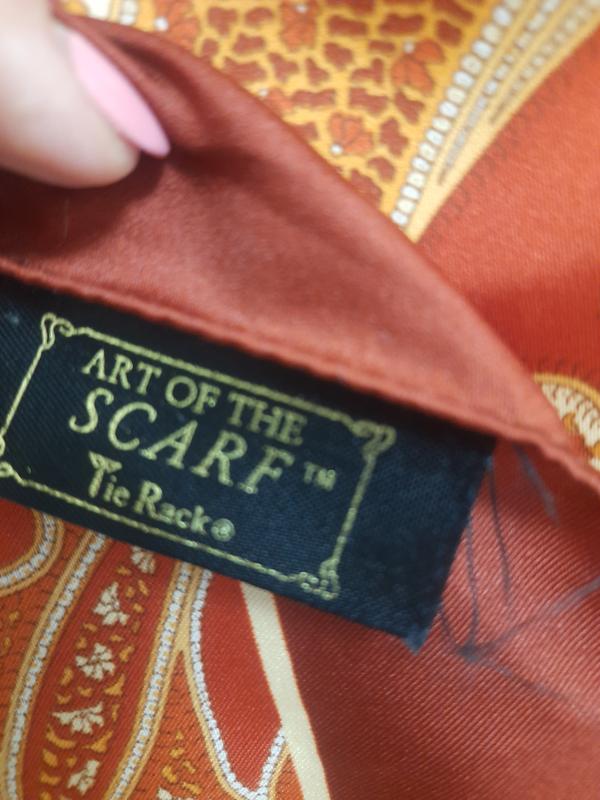 ART OF THE
SCARF™
Tie Rack®